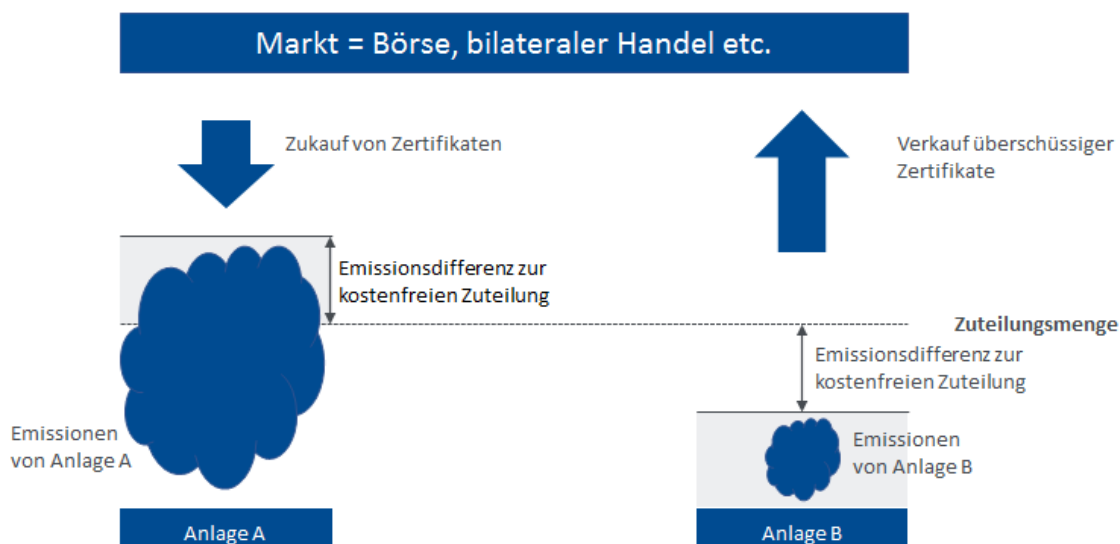 Markt = Börse, bilateraler Handel etc.
Zukauf von Zertifikaten
Verkauf überschüssiger
Zertifikate
Emissionsdifferenz zur
kostenfreien Zuteilung
Zuteilungsmenge
Emissionsdifferenz zur
kostenfreien Zuteilung
Emissionen
von Anlage A
Emissionen
von Anlage B
Anlage A
Anlage B